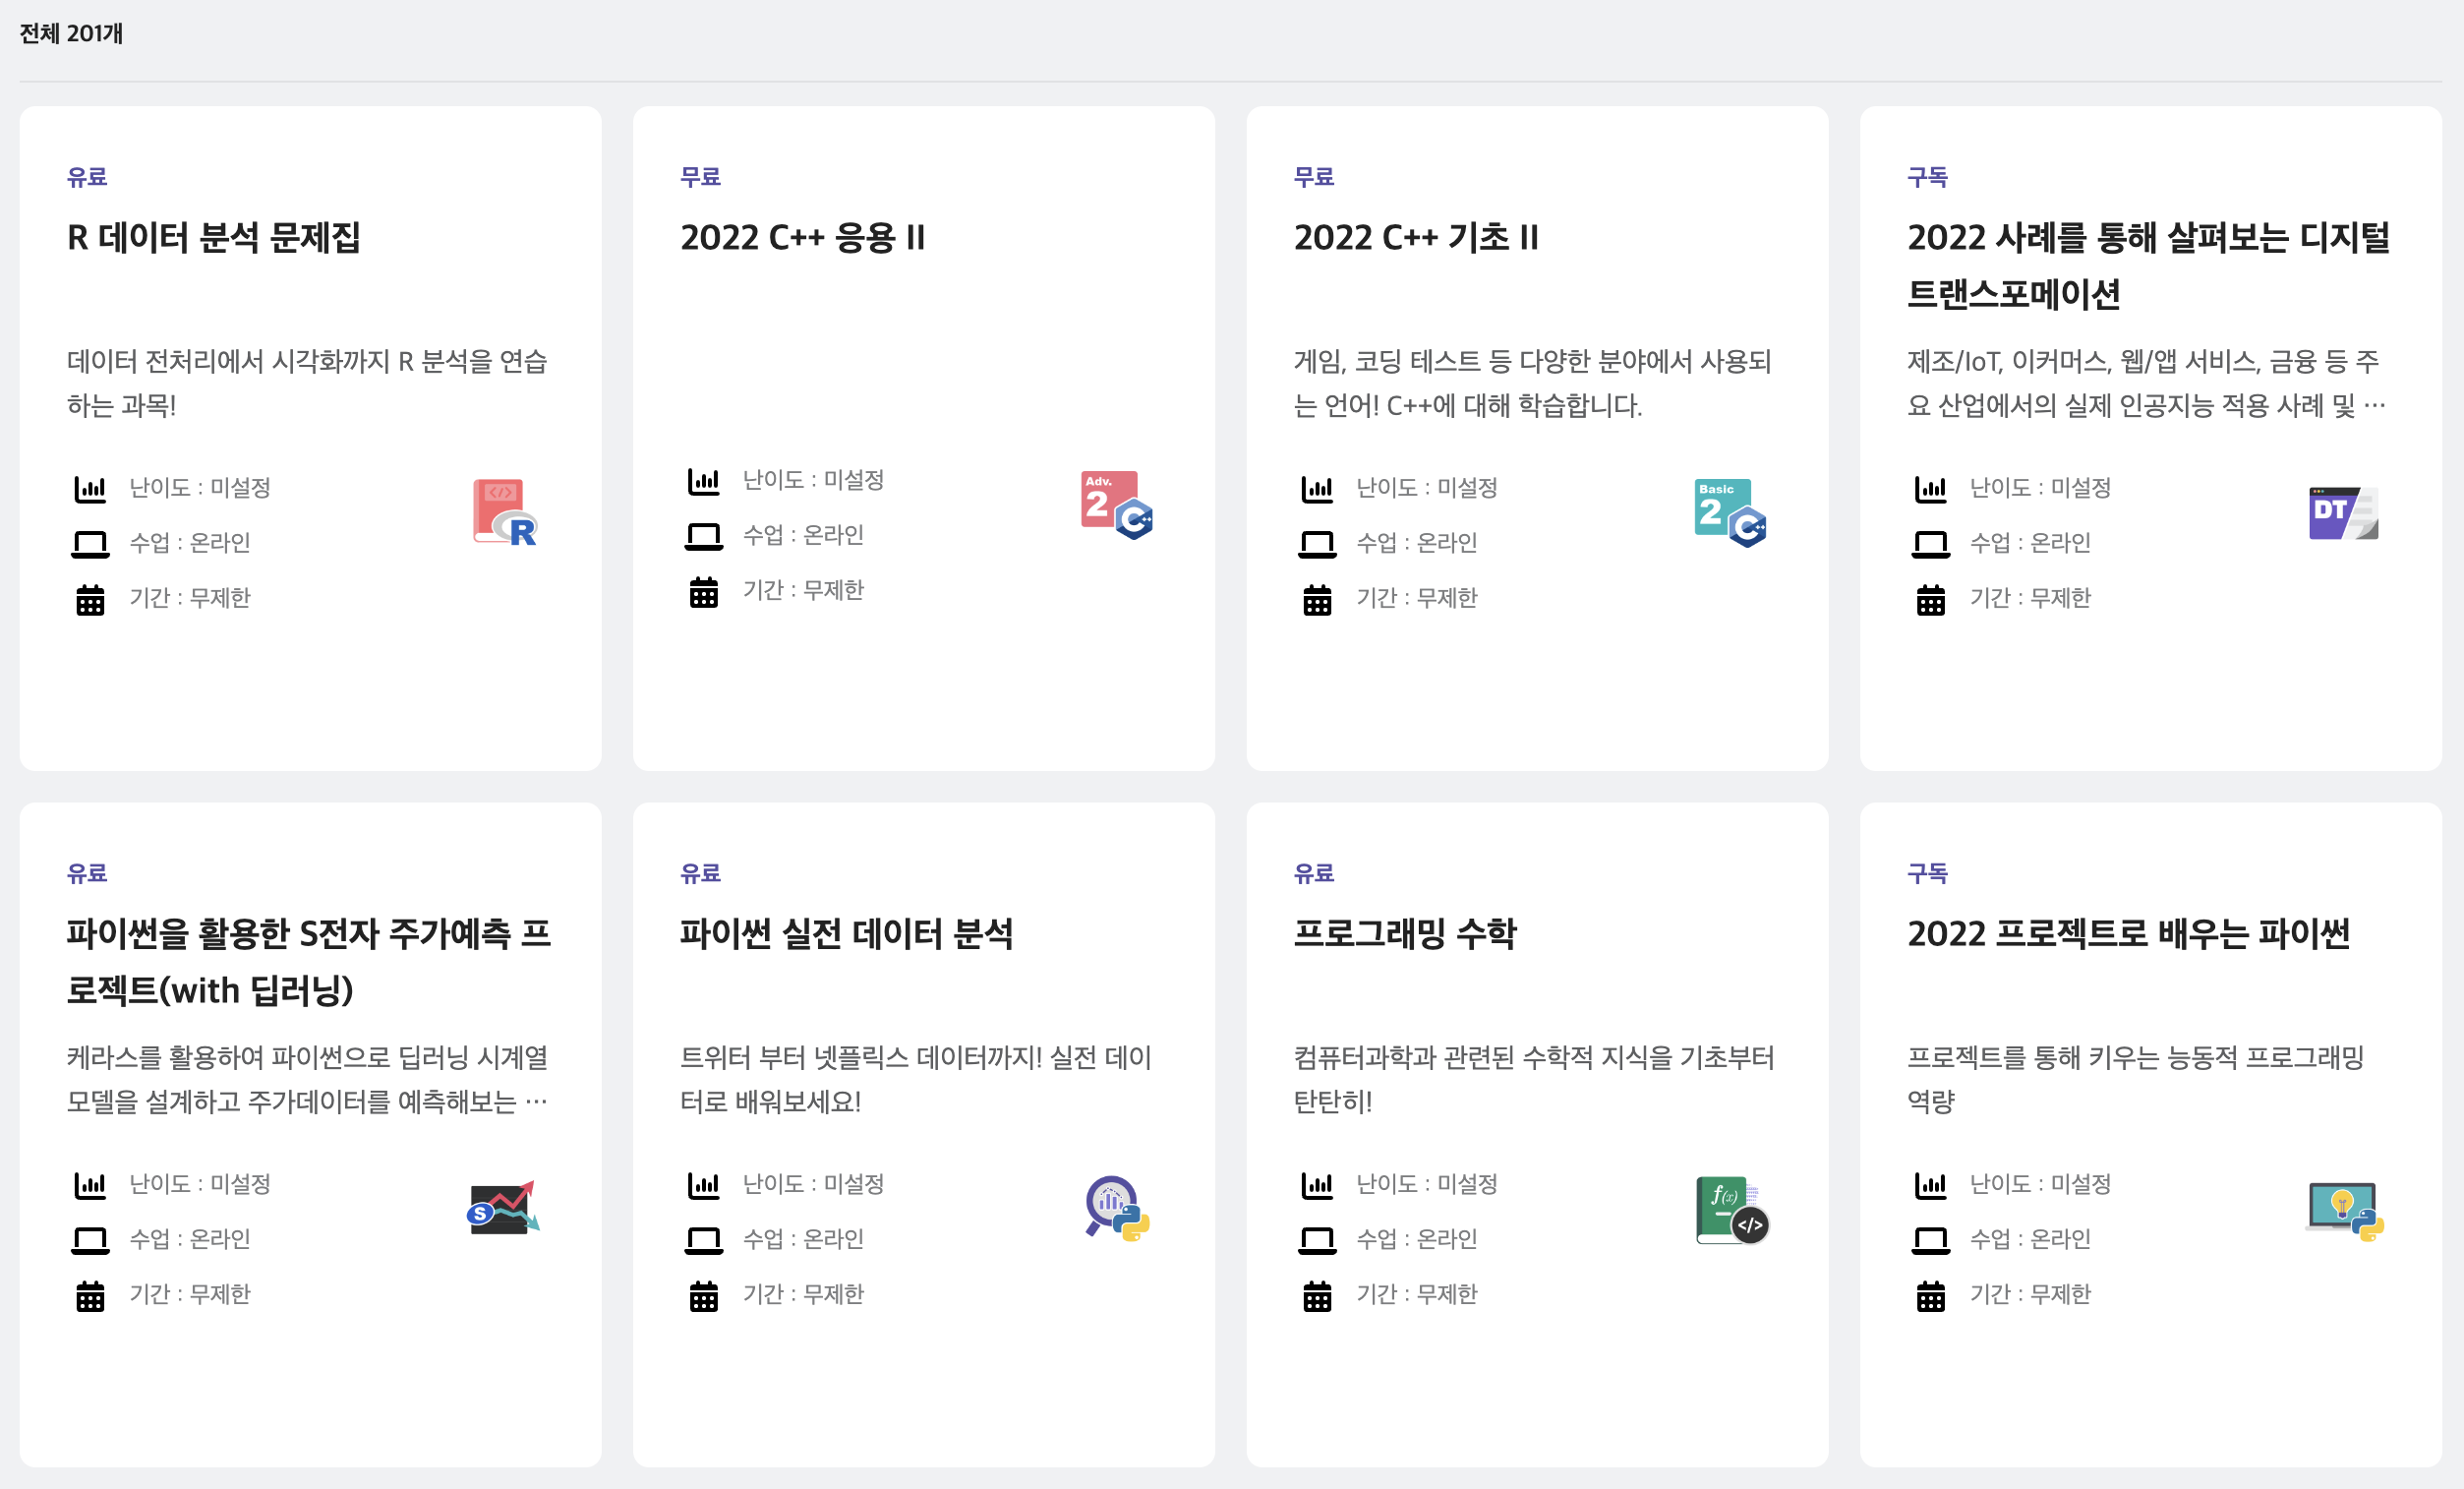 전체 201개
유료
R 데이터 분석 문제집
데이터 전처리에서 시각화까지 R 분석을 연습
하는 과목!
난이도 : 미설정
수업 : 온라인
기간 : 무제한
</>
R
무료
2022 C++ 응용 II
난이도 : 미설정
수업 : 온라인
기간 : 무제한
Adv.
2
C++
무료
2022 C++ 기초 II
게임, 코딩 테스트 등 다양한 분야에서 사용되
는 언어! C++에 대해 학습합니다.
난이도 : 미설정
수업 : 온라인
기간 : 무제한
Basic
2
C++
구독
2022 사례를 통해 살펴보는 디지털
트랜스포메이션
제조/IoT, 이커머스, 웹/앱 서비스, 금융 등 주
요 산업에서의 실제 인공지능 적용 사례 및 …
난이도 : 미설정
수업 : 온라인
기간 : 무제한
DT
유료
파이썬을 활용한 S전자 주가예측 프
로젝트(with 딥러닝)
케라스를 활용하여 파이썬으로 딥러닝 시계열
모델을 설계하고 주가데이터를 예측해보는 …
난이도 : 미설정
수업 : 온라인
기간 : 무제한
S
유료
파이썬 실전 데이터 분석
트위터 부터 넷플릭스 데이터까지! 실전 데이
터로 배워보세요!
난이도 : 미설정
수업 : 온라인
기간 : 무제한
유료
프로그래밍 수학
컴퓨터과학과 관련된 수학적 지식을 기초부터
탄탄히!
난이도 : 미설정
수업 : 온라인
기간 : 무제한
f(x)
</>
구독
2022 프로젝트로 배우는 파이썬
프로젝트를 통해 키우는 능동적 프로그래밍
역량
난이도 : 미설정
수업 : 온라인
기간 : 무제한